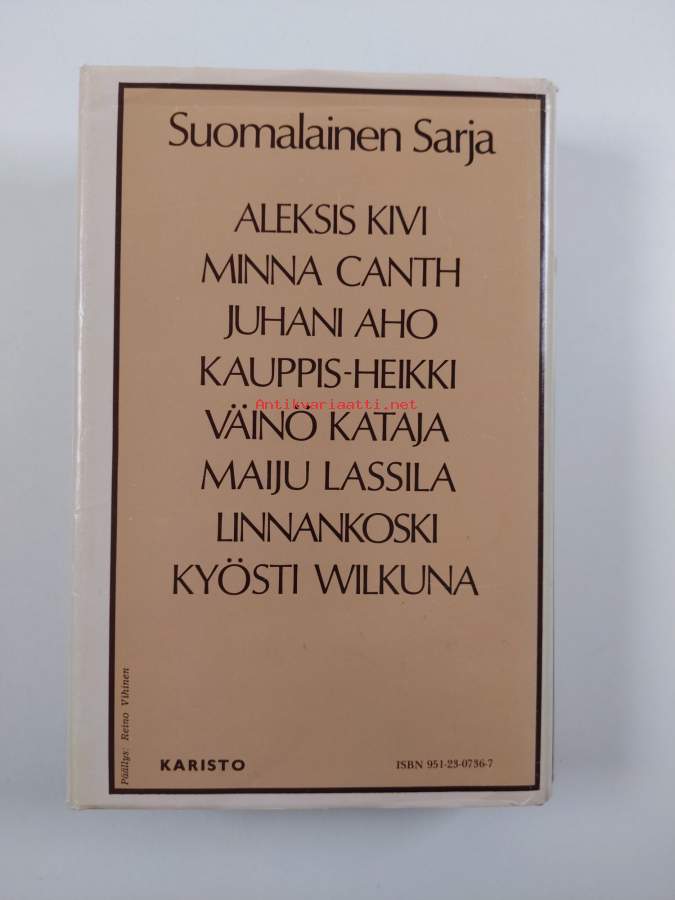 Suomalainen Sarja
ALEKSIS KIVI
MINNA CANTH
JUHANI AHO
KAUPPIS-HEIKKI
Antikvariaatti.net
VÄINÖ KATAJA
MAIJU LASSILA
LINNANKOSKI
KYÖSTI WILKUNA
Päällys: Reino Vihinen
KARISTO
ISBN 951-23-0736-7